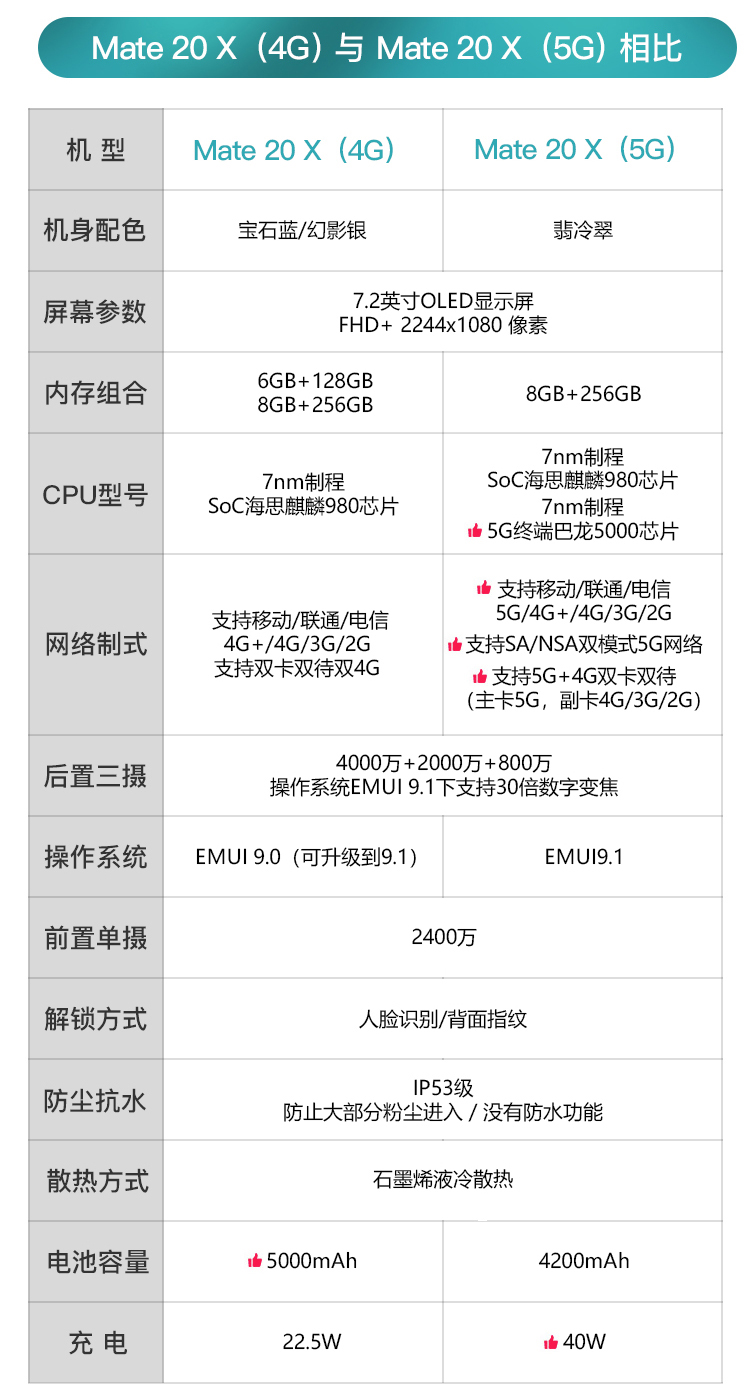 Mate 20 X（4G）与 Mate 20 X（5G）相比
机 型
Mate 20 X（4G）
Mate 20 X（5G）
机身配色
宝石蓝/幻影银
翡冷翠
屏幕参数
7.2英寸OLED显示屏
FHD+ 2244x1080 像素
内存组合
6GB+128GB
8GB+256GB
8GB+256GB
CPU型号
7nm制程
SoC海思麒麟980芯片
7nm制程
SoC海思麒麟980芯片
7nm制程
5G终端巴龙5000芯片
网络制式
支持移动/联通/电信
4G+/4G/3G/2G
支持双卡双待双4G
支持移动/联通/电信
5G/4G+/4G/3G/2G
支持SA/NSA双模式5G网络
支持5G+4G双卡双待
（主卡5G，副卡4G/3G/2G）
后置三摄
4000万+2000万+800万
操作系统EMUI 9.1下支持30倍数字变焦
操作系统
EMUI 9.0（可升级到9.1）
EMUI9.1
前置单摄
2400万
解锁方式
人脸识别/背面指纹
防尘抗水
IP53级
防止大部分粉尘进入 / 没有防水功能
散热方式
石墨烯液冷散热
电池容量
5000mAh
4200mAh
充 电
22.5W
40W